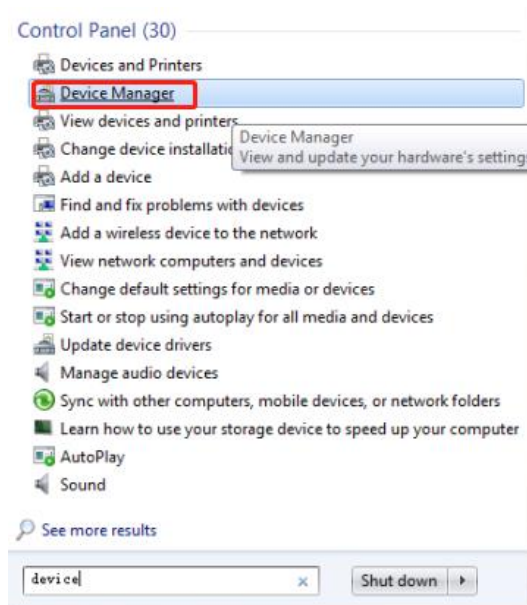 Control Panel (30)
Devices and Printers
Device Manager
View devices and printers
Device Manager
Change device
View and update your hardware's
Add a device
Find and fix problems with devices
Add a wireless device to the network
View network computers and devices
Change default settings for media or devices
Start or stop using autoplay for all media and devices
Update device drivers
Manage audio devices
Sync with other computers, mobile devices, or network folders
Learn how to use your storage device to speed up your computer
AutoPlay
Sound
See more results
device
Shut down